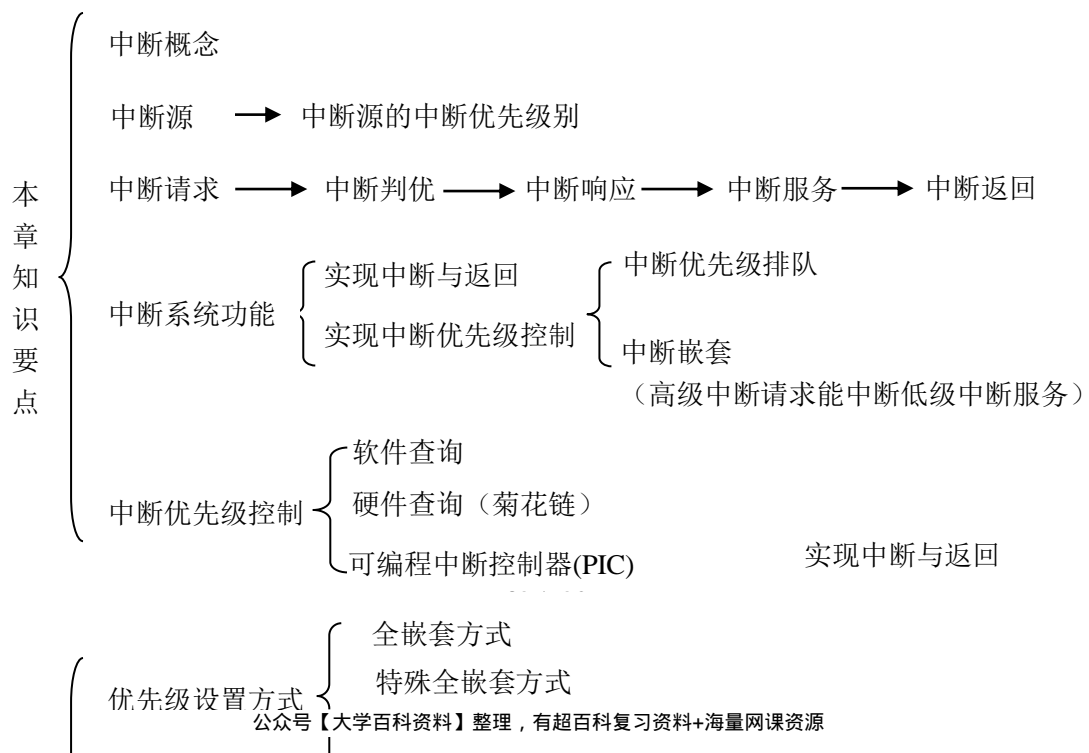 中断概念
中断源 中断源的中断优先级别
中断请求 中断判优 中断响应 中断服务 中断返回
本章知识要点
中断系统功能
实现中断与返回
实现中断优先级控制
中断优先级排队
中断嵌套
（高级中断请求能中断低级中断服务）
中断优先级控制
软件查询
硬件查询（菊花链）
可编程中断控制器(PIC)
实现中断与返回
优先级设置方式
全嵌套方式
特殊全嵌套方式
公众号【大学百科资料】整理，有超百科复习资料+海量网课资源